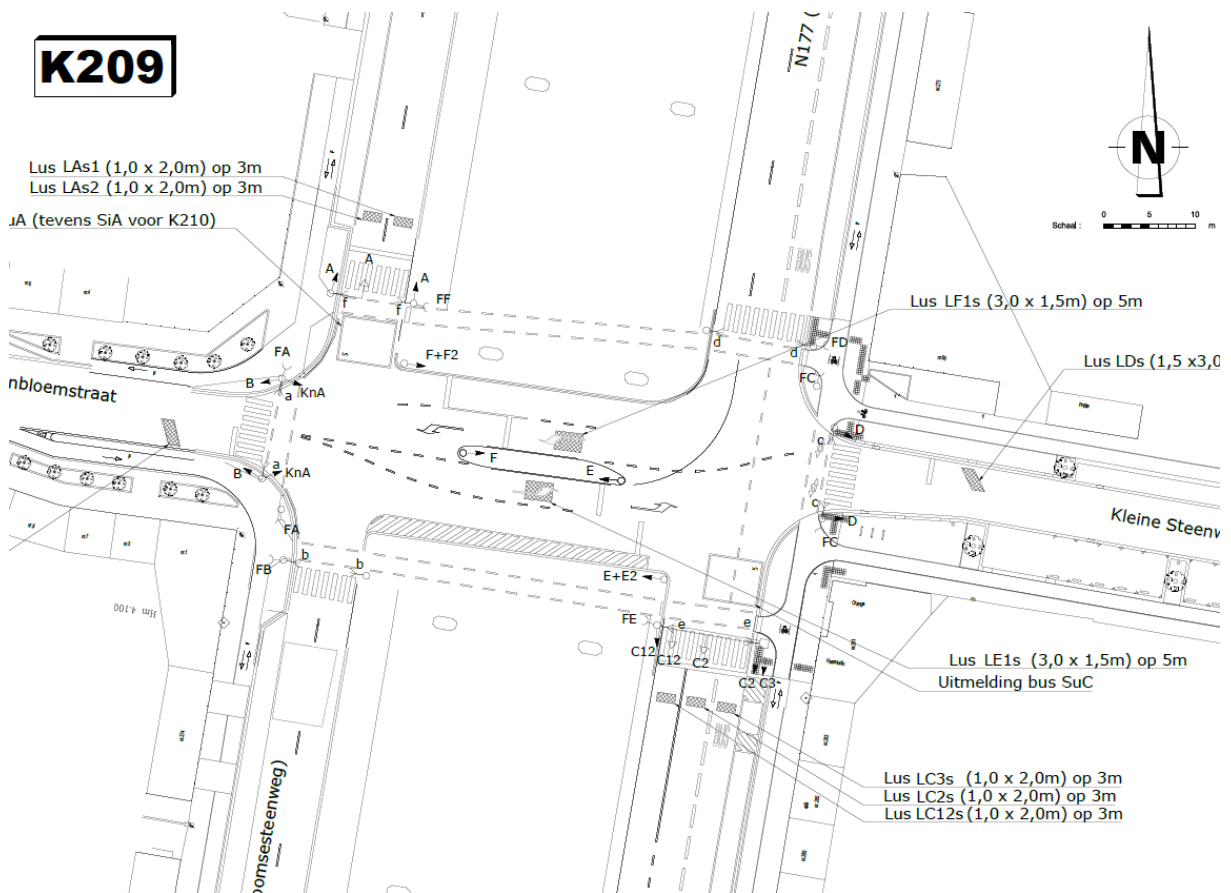 K209
N177 (
N
Schaal :
0
5
10
m
Lus LAs1 (1,0 x 2,0m) op 3m
Lus LAs2 (1,0 x 2,0m) op 3m
uA (tevens SiA voor K210)
A
A
A
f
f
FF
F+F2
Lus LF1s (3,0 x 1,5m) op 5m
d
d
FD
Lus LDs (1,5 x3,0
FA
FC
B
a
KnA
nbloemstraat
c
D
B
a
KnA
F
E
c
D
FA
FC
Kleine Steenw
FB
b
b
E+E2
Hm 4.100
FE
e
e
C12
C12
C2
C2
C3
Lus LE1s (3,0 x 1,5m) op 5m
Uitmelding bus SuC
Lus LC3s (1,0 x 2,0m) op 3m
Lus LC2s (1,0 x 2,0m) op 3m
Lus LC12s (1,0 x 2,0m) op 3m
oomsesteenweg)